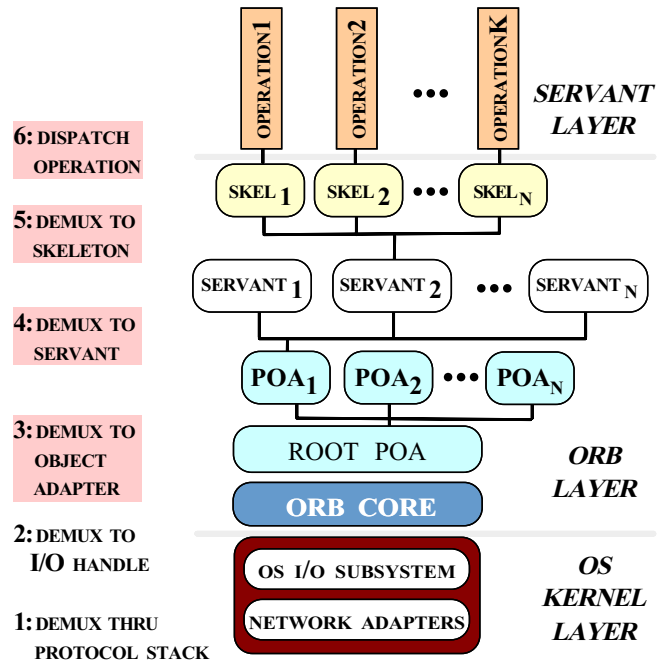 OPERATION1
OPERATION2
•••
OPERATIONK
SERVANT
LAYER
6: DISPATCH
OPERATION
SKEL 1
SKEL 2
•••
SKEL N
5: DEMUX TO
SKELETON
SERVANT 1
SERVANT 2
•••
SERVANT N
4: DEMUX TO
SERVANT
POA1
POA2
•••
POAN
3: DEMUX TO
OBJECT
ADAPTER
ROOT POA
ORB CORE
ORB
LAYER
2: DEMUX TO
I/O HANDLE
OS I/O SUBSYSTEM
NETWORK ADAPTERS
OS
KERNEL
LAYER
1: DEMUX THRU
PROTOCOL STACK